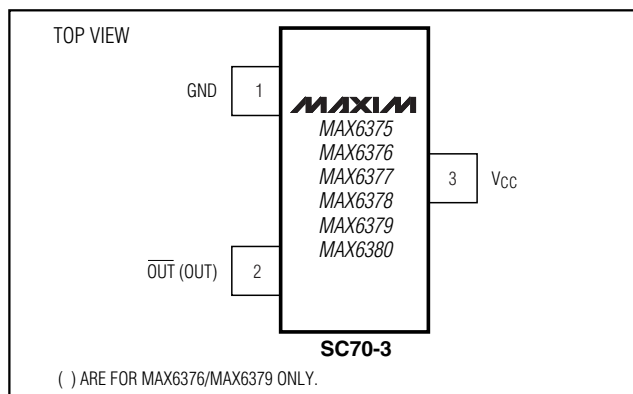 TOP VIEW
GND
1
MAXIM
MAX6375
MAX6376
MAX6377
MAX6378
MAX6379
MAX6380
3
VCC
OUT (OUT)
2
SC70-3
( ) ARE FOR MAX6376/MAX6379 ONLY.